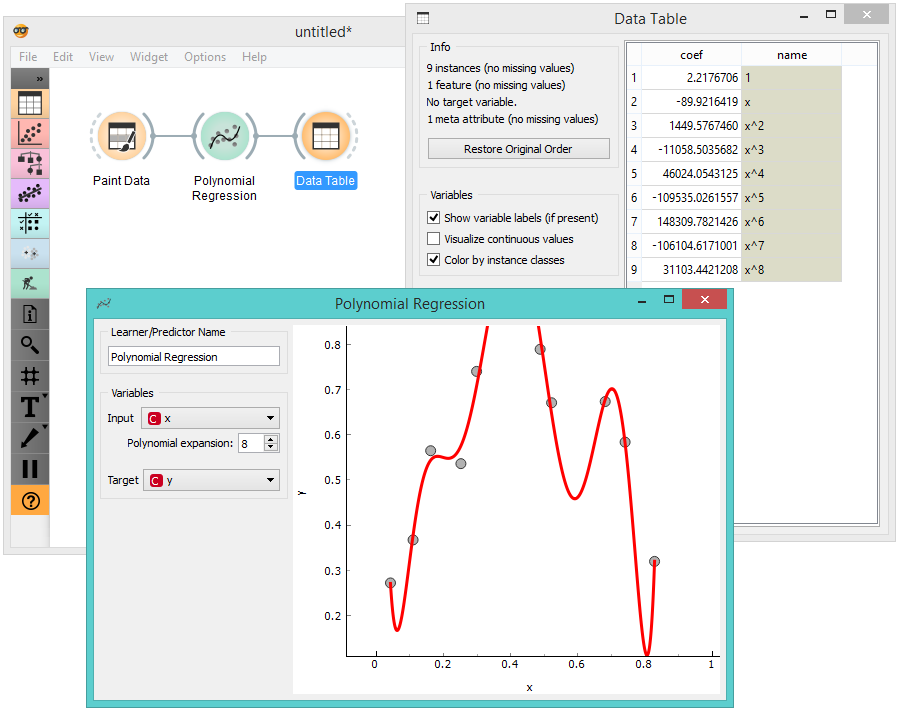 untitled*
File Edit View Widget Options Help
»
Paint Data
Polynomial
Regression
Data Table
Data Table
Info
9 instances (no missing values)
1 feature (no missing values)
No target variable.
1 meta attribute (no missing values)
Restore Original Order
Variables
Show variable labels (if present)
Visualize continuous values
Color by instance classes
coef name
1 2.2176706 1
2 -89.9216419 x
3 1449.5767460 x^2
4 -11058.5035682 x^3
5 46024.0543125 x^4
6 -109535.0261557 x^5
7 148309.7821426 x^6
8 -106104.6171001 x^7
9 31103.4421208 x^8
Polynomial Regression
Learner/Predictor Name
Polynomial Regression
Variables
Input C x
Polynomial expansion: 8
Target C y
0.8
0.7
0.6
0.5
y
0.4
0.3
0.2
0 0.2 0.4 0.6 0.8 1
x
T
?